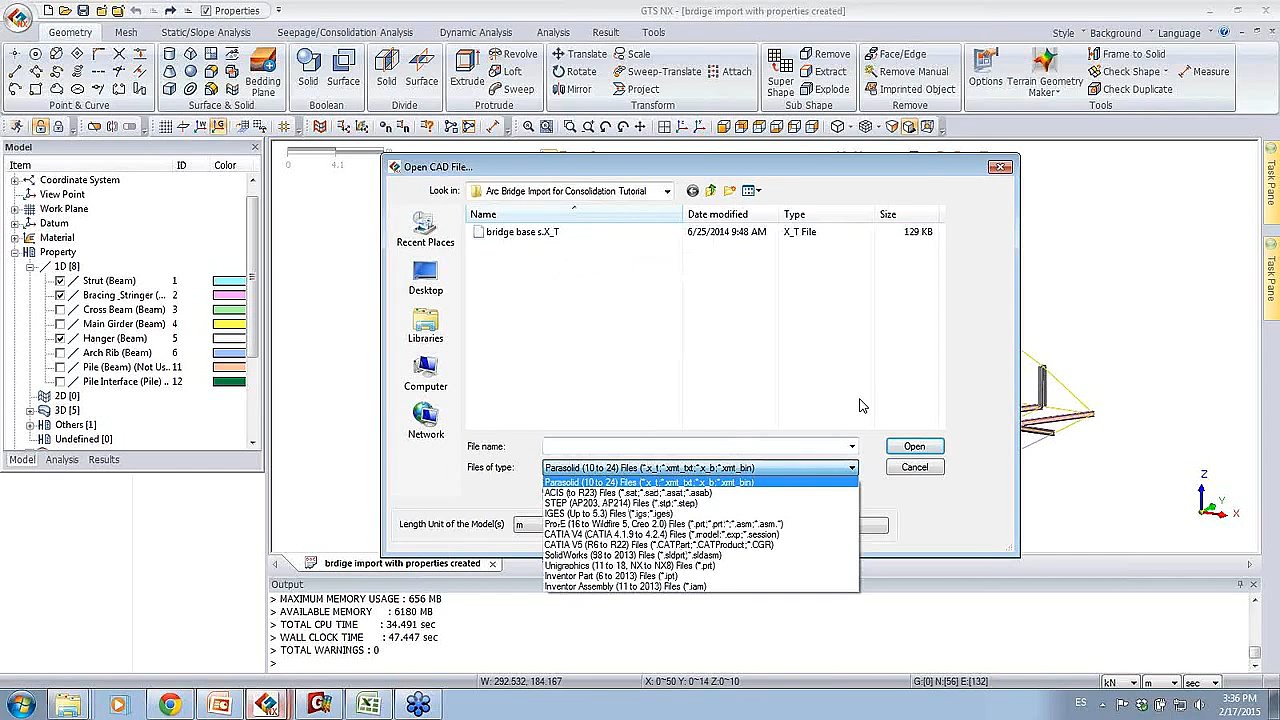 Properties
GTS NX - [brdige import with properties created]
Geometry Mesh Static/Slope Analysis Seepage/Consolidation Analysis Dynamic Analysis Analysis Results Tools Style Background Language
Bedding Plane
Solid Surface
Solid Surface
Extrude
Revolve
Loft
Sweep
Translate
Rotate
Mirror
Scale
Sweep-Translate
Project
Attach
Super Shape
Remove
Extract
Explode
Face/Edge
Remove Manual
Imprinted Object
Options
Terrain Geometry Maker
Fracture to Solid
Check Shape
Check Duplicate
Measure
Point & Curve Surface & Solid Boolean Divide Protrude Transform Sub Shape Remove Tools
Model
Item ID Color
Coordinate System
View Point
Work Plane
Datum
Material
Property
1D [8]
Strut (Beam) 1
Bracing_Stringer (... 2
Cross Beam (Beam) 3
Main Girder (Beam) 4
Hanger (Beam) 5
Arch Rib (Beam) 6
Pile (Beam) (Not Us... 11
Pile Interface (Pile) ... 12
2D [0]
3D [5]
Others [1]
Undefined [0]
Model Analysis Results
0 4.1
Open CAD File...
Look in: Arc Bridge Import for Consolidation Tutorial
Name Date modified Type Size
bridge base s.X_T 6/25/2014 9:48 AM X_T File 129 KB
Recent Places
Desktop
Libraries
Computer
Network
File name: Open
Files of type: Parasolid (10 to 24) Files (*.x_t;*.xmt_txt;*.x_b;*.xmt_bin) Cancel
Parasolid (10 to 24) Files (*.x_t;*.xmt_txt;*.x_b;*.xmt_bin)
ACIS (to R23) Files (*.sat;*.sab;*.asat;*.asab)
STEP (AP203, AP214) Files (*.stp;*.step)
IGES (Up to 5.3) Files (*.igs;*.iges)
Pro-E (16 to Wildfire 5, Creo 2.0) Files (*.prt;*.prt.*;*.asm;*.asm.*)
CATIA V4 (CATIA 4.1.9 to 4.2.4) Files (*.model;*.exp;*.session)
CATIA V5 (R6 to R22) Files (*.CATPart;*.CATProduct;*.CGR)
SolidWorks (98 to 2013) Files (*.sldprt;*.sldasm)
Unigraphics (11 to 18, NX to NX8) Files (*.prt)
Inventor Part (6 to 2013) Files (*.ipt)
Inventor Assembly (11 to 2013) Files (*.iam)
Length Unit of the Model(s) m
Task Pane
Task Pane
Z
X
brdige import with properties created
Output
> MAXIMUM MEMORY USAGE : 656 MB
> AVAILABLE MEMORY : 6180 MB
> TOTAL CPU TIME : 34.491 sec
> WALL CLOCK TIME : 47.447 sec
> TOTAL WARNINGS : 0
>
W: 292.532, 184.167 X: 0~50 Y:0~14 Z:0~10 G:[0] N:[56] E:[132] kN m sec
ES
3:36 PM
2/17/2015